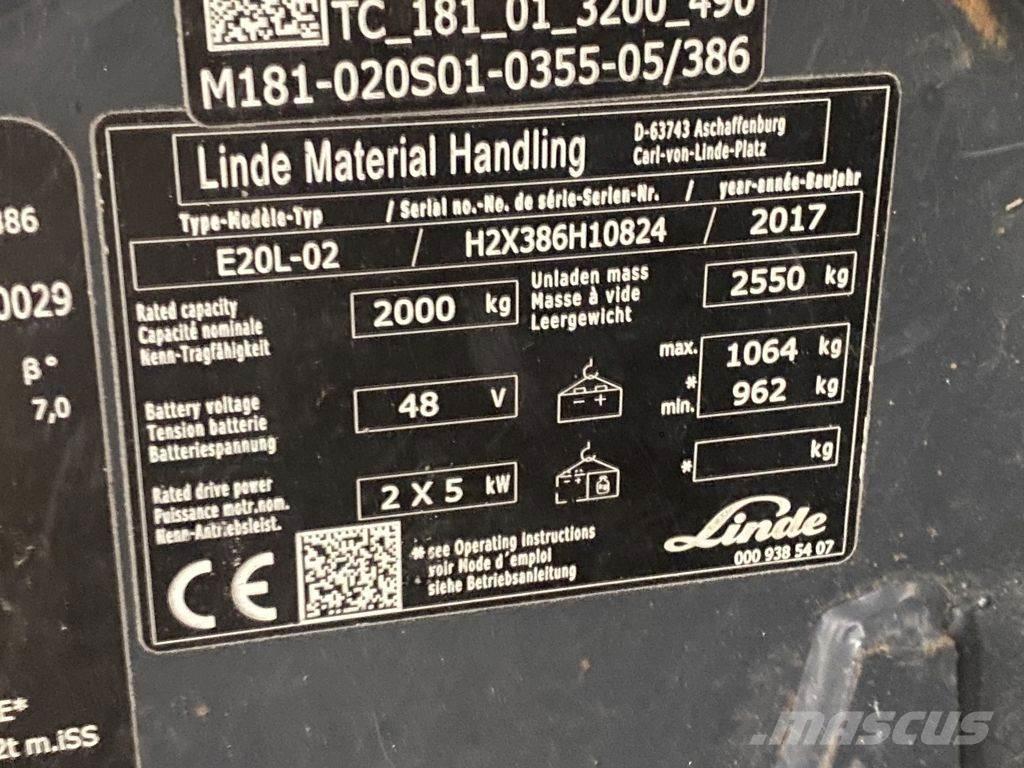 TC_181_01_3200_490
M181-020S01-0355-05/386
Linde Material Handling
D-63743 Aschaffenburg
Carl-von-Linde-Platz
Type-Modèle-Typ / Serial no.-No. de série-Serien-Nr. / year-année-Baujahr
E20L-02 / H2X386H10824 / 2017
Rated capacity
Capacité nominale
Nenn-Tragfähigkeit
2000 kg
Unladen mass
Masse à vide
Leergewicht
2550 kg
Battery voltage
Tension batterie
Batteriespannung
48 V
- +
max. 1064 kg
*
min. 962 kg
Rated drive power
Puissance motr.nom.
Nenn-Antriebsleist.
2 X 5 kW
* kg
CE
* see Operating Instructions
voir Mode d'emploi
siehe Betriebsanleitung
Linde
000 938 54 07
386
0029
β°
7,0
E*
2t m.iSS
MASCUS